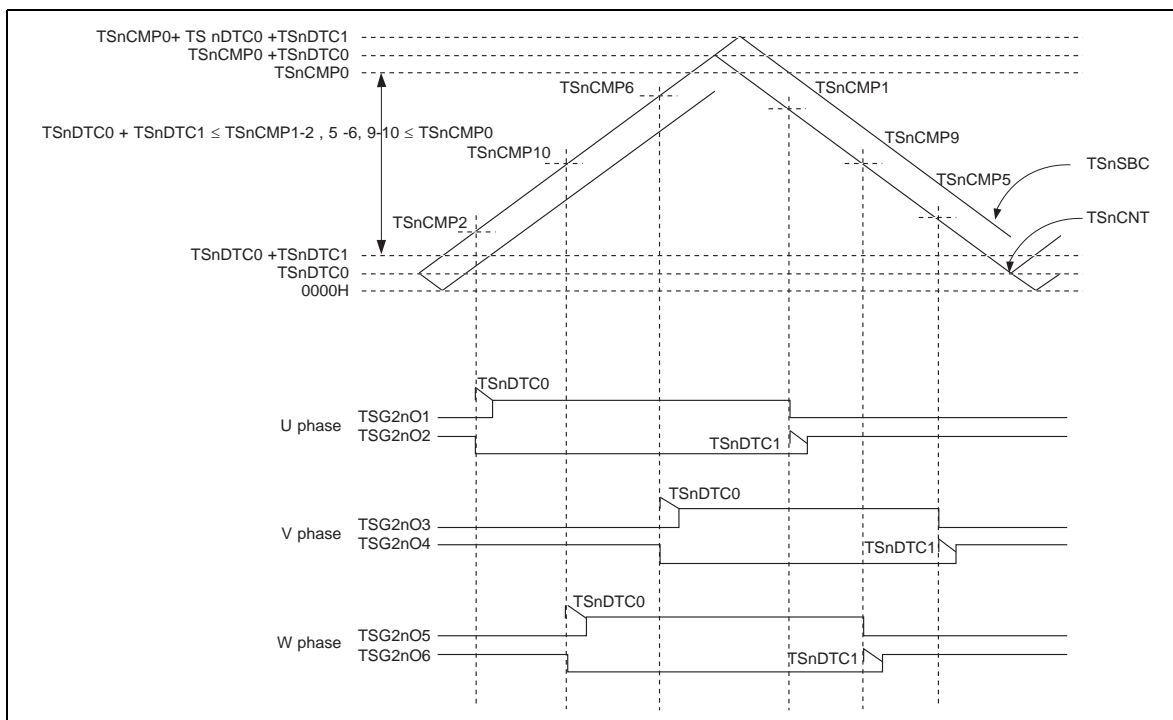 TSnCMP0+ TS nDTC0 +TSnDTC1
TSnCMP0 +TSnDTC0
TSnCMP0
TSnCMP6
TSnCMP1
TSnDTC0 + TSnDTC1 ≤ TSnCMP1-2 , 5 -6, 9-10 ≤ TSnCMP0
TSnCMP10
TSnCMP9
TSnCMP5
TSnSBC
TSnCMP2
TSnCNT
TSnDTC0 +TSnDTC1
TSnDTC0
0000H
TSnDTC0
U phase
TSG2nO1
TSG2nO2
TSnDTC1
TSnDTC0
V phase
TSG2nO3
TSG2nO4
TSnDTC1
TSnDTC0
W phase
TSG2nO5
TSG2nO6
TSnDTC1